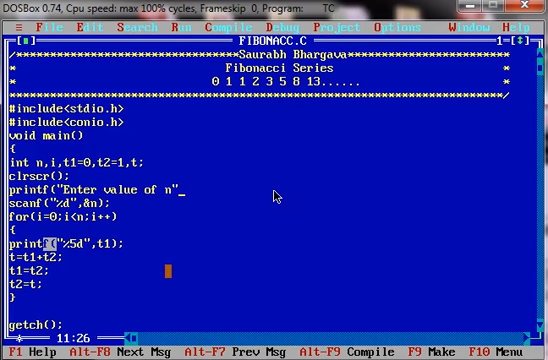 DOSBox 0.74, Cpu speed: max 100% cycles, Frameskip 0, Program: TC
≡ File Edit Search Run Compile Debug Project Options Window Help
[■] FIBONACC.C 1=[↕]
/*******************Saurabh Bhargava*******************
* Fibonacci Series *
* 0 1 1 2 3 5 8 13...... *
*******************************************************/
#include<stdio.h>
#include<conio.h>
void main()
{
int n,i,t1=0,t2=1,t;
clrscr();
printf("Enter value of n"_
scanf("%d",&n);
for(i=0;i<n;i++)
{
printf("%5d",t1);
t=t1+t2;
t1=t2;
t2=t;
}
getch();
* 11:26
F1 Help Alt-F8 Next Msg Alt-F7 Prev Msg Alt-F9 Compile F9 Make F10 Menu